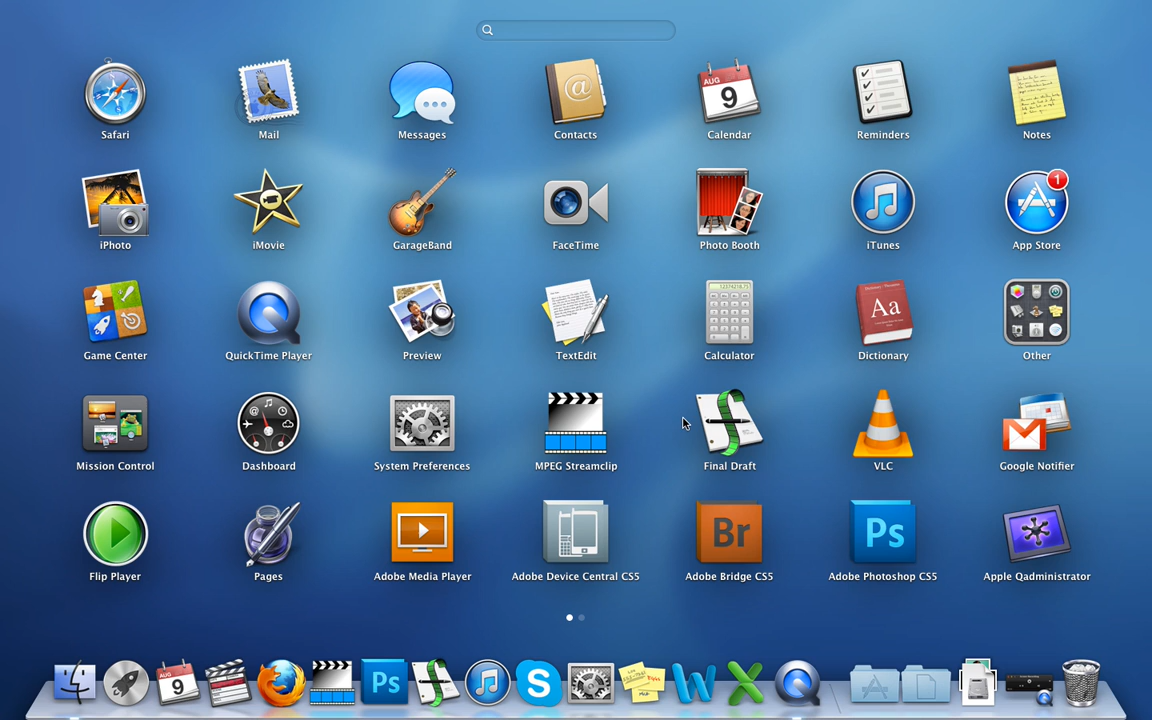 Safari Mail Messages Contacts AUG 9 Calendar Reminders Notes
iPhoto iMovie GarageBand FaceTime Photo Booth iTunes 1 App Store
Game Center QuickTime Player Preview TextEdit Calculator Aa Dictionary Other
Mission Control Dashboard System Preferences MPEG Streamclip Final Draft VLC Google Notifier
Flip Player Pages Adobe Media Player Adobe Device Central CS5 Br Adobe Bridge CS5 Ps Adobe Photoshop CS5 Apple Qadministrator
AUG 9 Ps